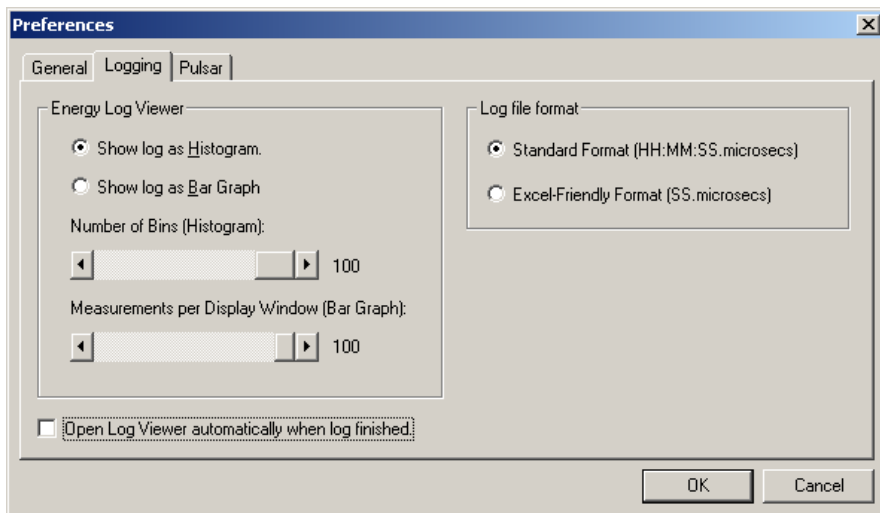 Preferences
General Logging Pulsar
Energy Log Viewer
Show log as Histogram.
Show log as Bar Graph
Number of Bins (Histogram):
100
Measurements per Display Window (Bar Graph):
100
Log file format
Standard Format (HH:MM:SS.microsecs)
Excel-Friendly Format (SS.microsecs)
Open Log Viewer automatically when log finished.
OK Cancel